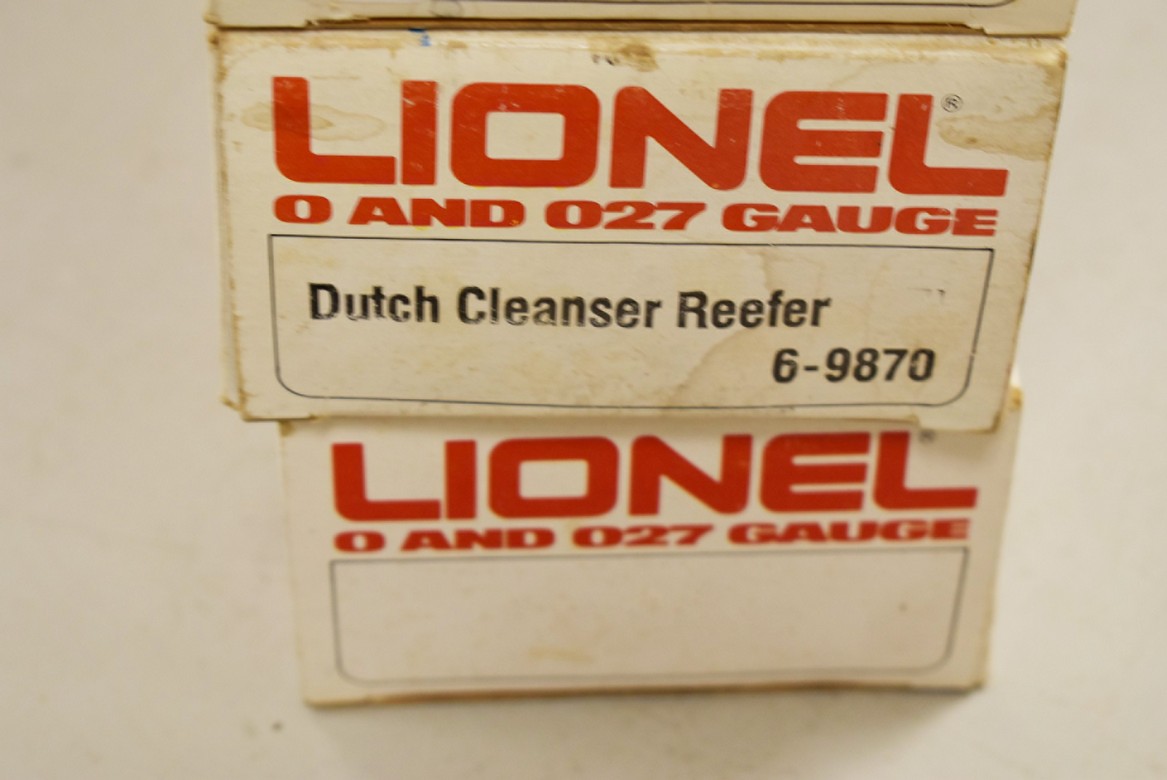 LIONEL®
O AND O27 GAUGE
Dutch Cleanser Reefer
6-9870
LIONEL®
O AND O27 GAUGE